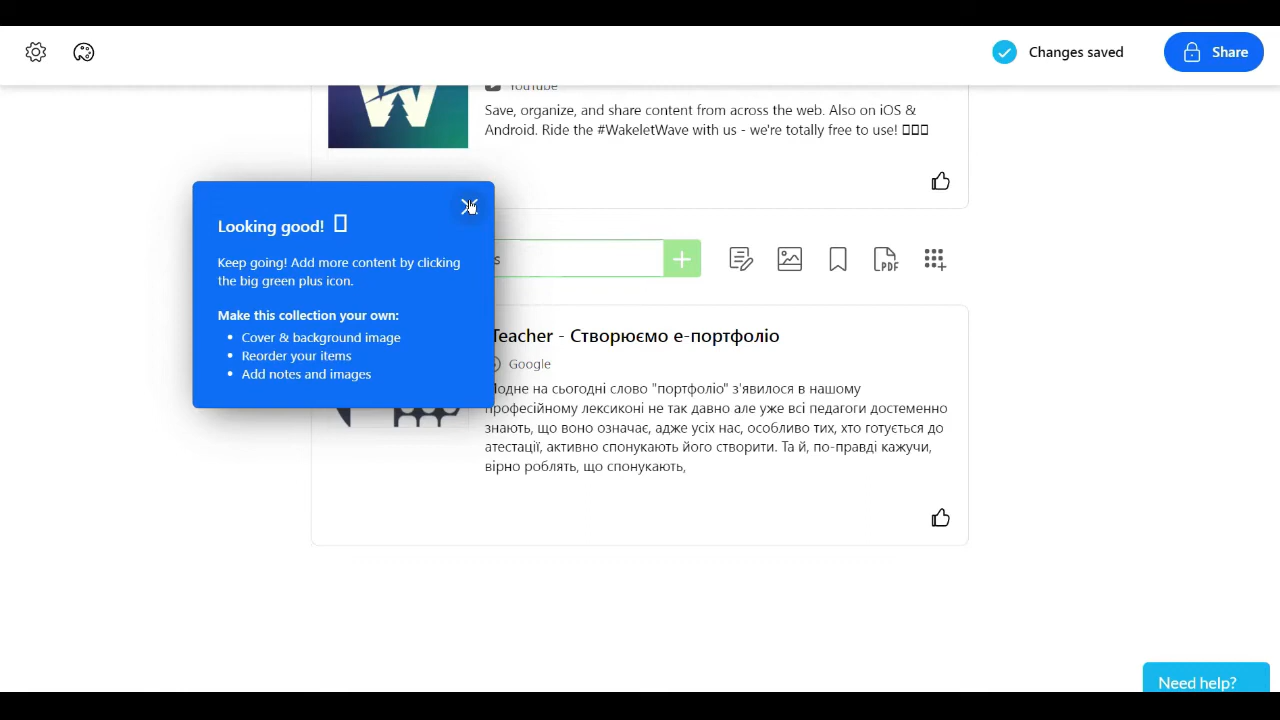 Changes saved
Share
YouTube
Save, organize, and share content from across the web. Also on iOS &
Android. Ride the #WakeletWave with us - we're totally free to use!
Looking good!
Keep going! Add more content by clicking
the big green plus icon.
Make this collection your own:
• Cover & background image
• Reorder your items
• Add notes and images
PDF
Teacher - Створюємо е-портфоліо
Google
Модне на сьогодні слово "портфоліо" з'явилося в нашому
професійному лексиконі не так давно але уже всі педагоги достеменно
знають, що воно означає, адже усіх нас, особливо тих, хто готується до
атестації, активно спонукають його створити. Та й, по-правді кажучи,
вірно роблять, що спонукають,
Need help?